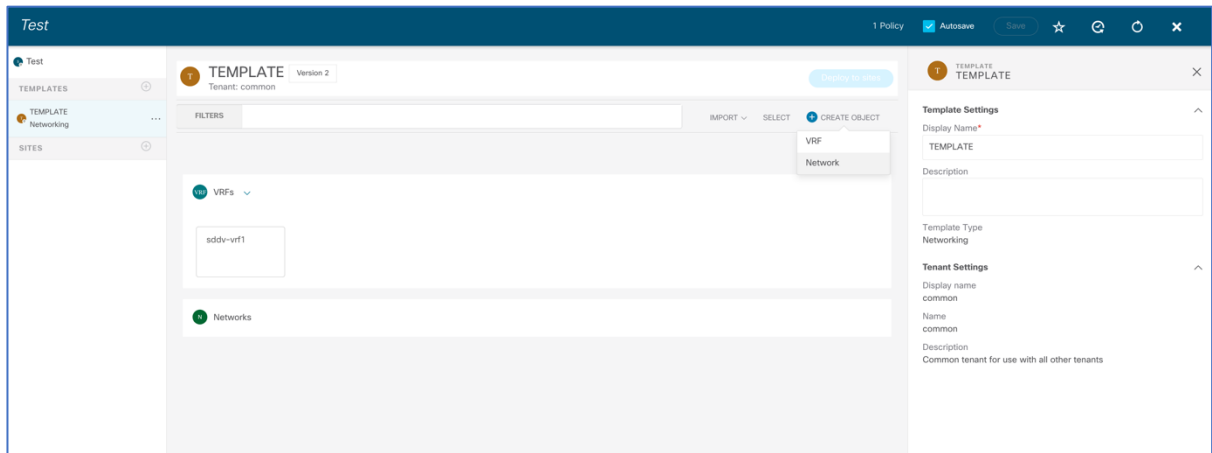 Test
1 Policy
Autosave
Save
Test
TEMPLATES
TEMPLATE
Networking
SITES
T
TEMPLATE
Version 2
Tenant: common
Deploy to sites
FILTERS
IMPORT
SELECT
CREATE OBJECT
VRF
Network
VRF
VRFs
sddv-vrf1
N
Networks
T
TEMPLATE
TEMPLATE
Template Settings
Display Name*
TEMPLATE
Description
Template Type
Networking
Tenant Settings
Display name
common
Name
common
Description
Common tenant for use with all other tenants